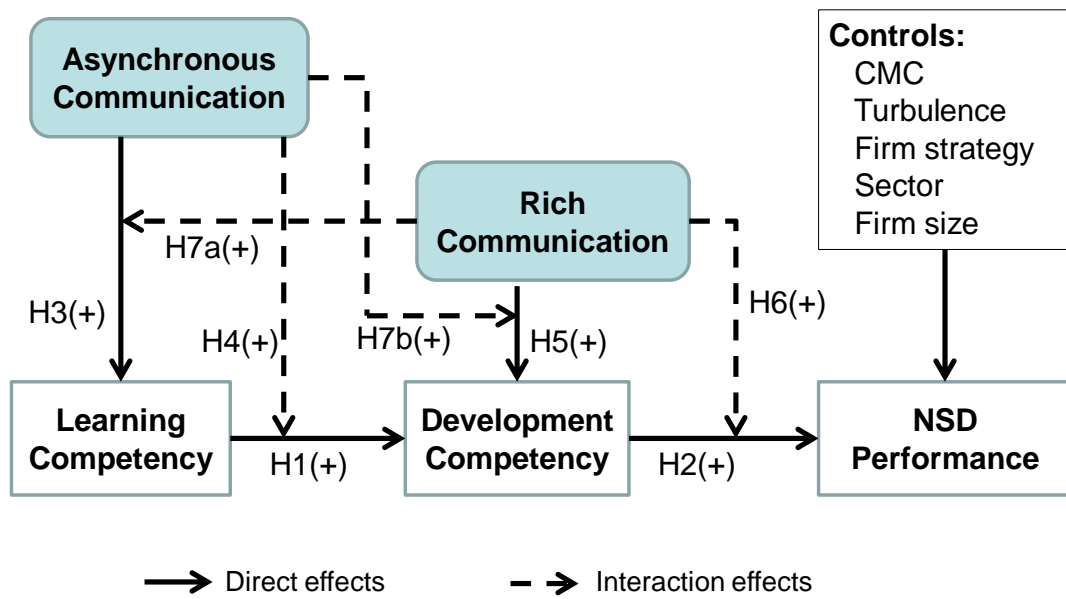 Asynchronous
Communication
Controls:
CMC
Turbulence
Firm strategy
Sector
Firm size
Rich
Communication
H7a(+)
H3(+)
H4(+)
H7b(+)
H5(+)
H6(+)
Learning
Competency
H1(+)
Development
Competency
H2(+)
NSD
Performance
Direct effects
Interaction effects